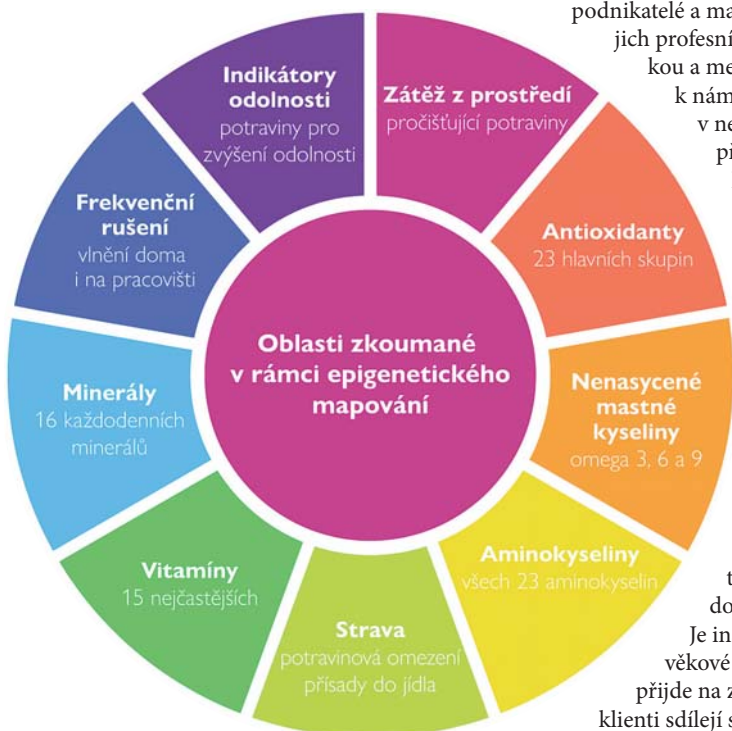 podnikatelé a ma
jich profesní
kou a me
k nám
v ne
Indikátory
odolnosti
potraviny pro
zvýšení odolnosti
Zátěž z prostředí
pročišťující potraviny
Antioxidanty
23 hlavních skupin
Nenasycené
mastné
kyseliny
omega 3, 6 a 9
Aminokyseliny
všech 23 aminokyselin
Strava
potravinová omezení
přísady do jídla
Vitamíny
15 nejčastějších
Minerály
16 každodenních
minerálů
Frekvenční
rušení
vlnění doma
i na pracovišti
Oblasti zkoumané
v rámci epigenetického
mapování
t
do
Je in
věkové
přijde na z
klienti sdílejí s